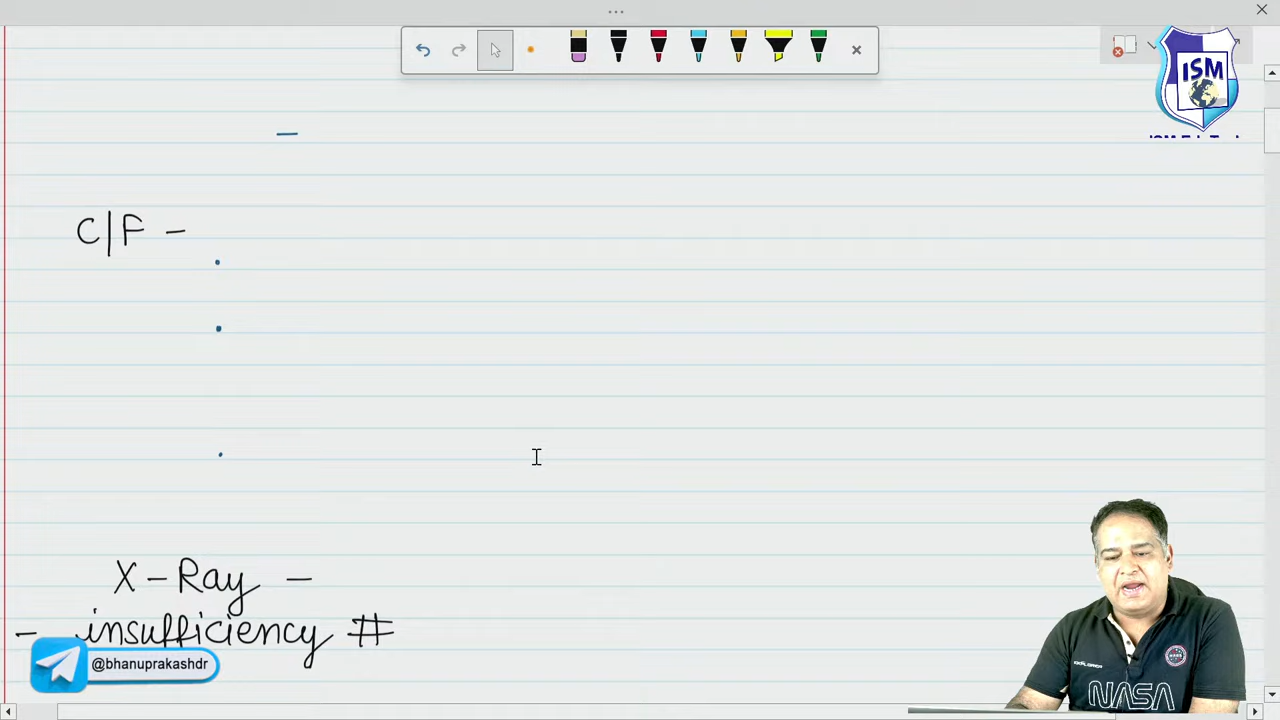 ISM
C|F -
X-Ray -
- insufficiency #
@bhanuprakashdr
NASA